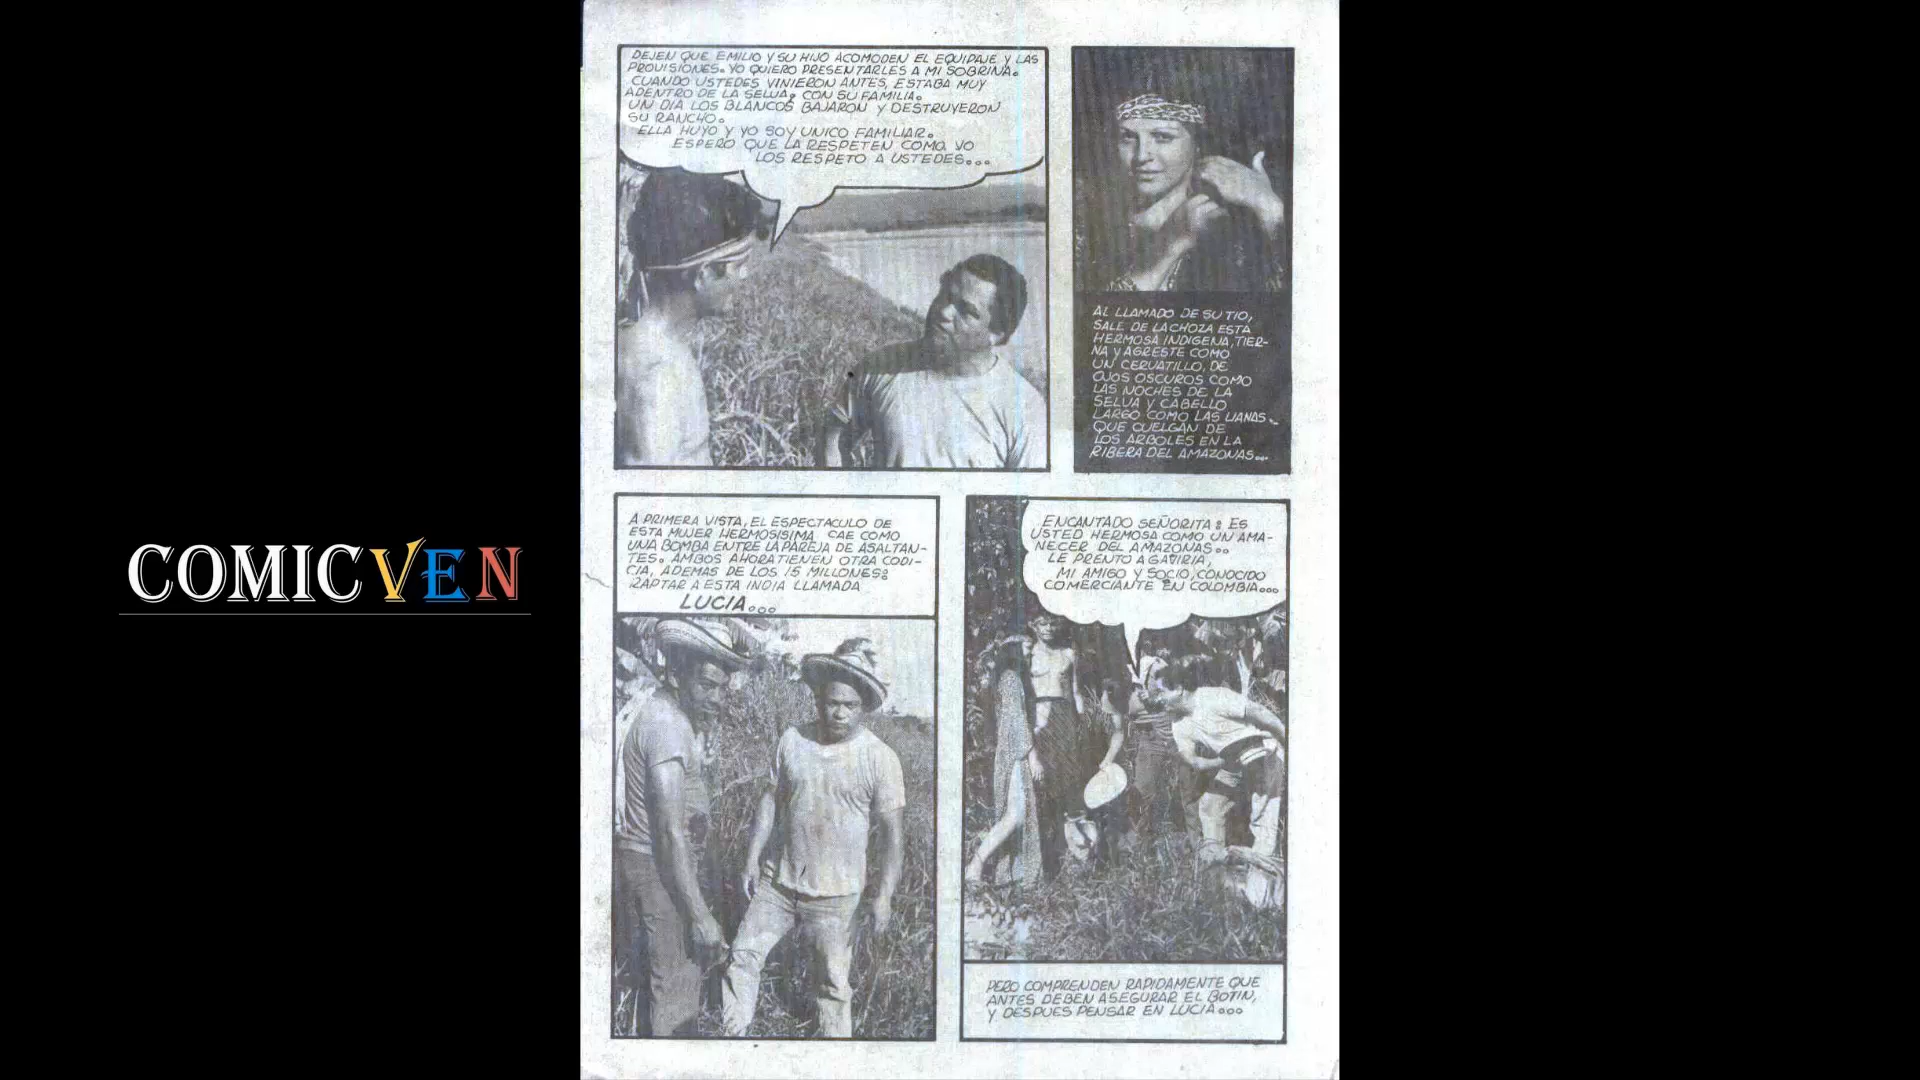 DEJEN QUE EMILIO Y SU HIJO ACOMODEN EL EQUIPAJE Y LAS
PROVISIONES. YO QUIERO PRESENTARLES A MI SOBRINA.
CUANDO USTEDES VINIERON ANTES, ESTABA MUY
ADENTRO DE LA SELVA, CON SU FAMILIA.
UN DIA LOS BLANCOS BAJARON Y DESTRUYERON
SU RANCHO.
ELLA HUYO Y YO SOY UNICO FAMILIAR.
ESPERO QUE LA RESPETEN COMO YO
LOS RESPETO A USTEDES...
AL LLAMADO DE SU TIO,
SALE DE LA CHOZA ESTA
HERMOSA INDIGENA, TIER-
NA Y AGRESTE COMO
UN CERVATILLO, DE
OJOS OSCUROS COMO
LAS NOCHES DE LA
SELVA Y CABELLO
LARGO COMO LAS LIANAS
QUE CUELGAN DE
LOS ARBOLES EN LA
RIBERA DEL AMAZONAS...
COMICVEN
A PRIMERA VISTA, EL ESPECTACULO DE
ESTA MUJER HERMOSISIMA CAE COMO
UNA BOMBA ENTRE LA PAREJA DE ASALTAN-
TES. AMBOS AHORA TIENEN OTRA CODI-
CIA, ADEMAS DE LOS 15 MILLONES:
RAPTAR A ESTA INDIA LLAMADA
LUCIA...
ENCANTADO SEÑORITA: ES
USTED HERMOSA COMO UN AMA-
NECER DEL AMAZONAS..
LE PRENTO A GAVIRIA,
MI AMIGO Y SOCIO, CONOCIDO
COMERCIANTE EN COLOMBIA...
PERO COMPRENDEN RAPIDAMENTE QUE
ANTES DEBEN ASEGURAR EL BOTIN,
Y DESPUES PENSAR EN LUCIA...